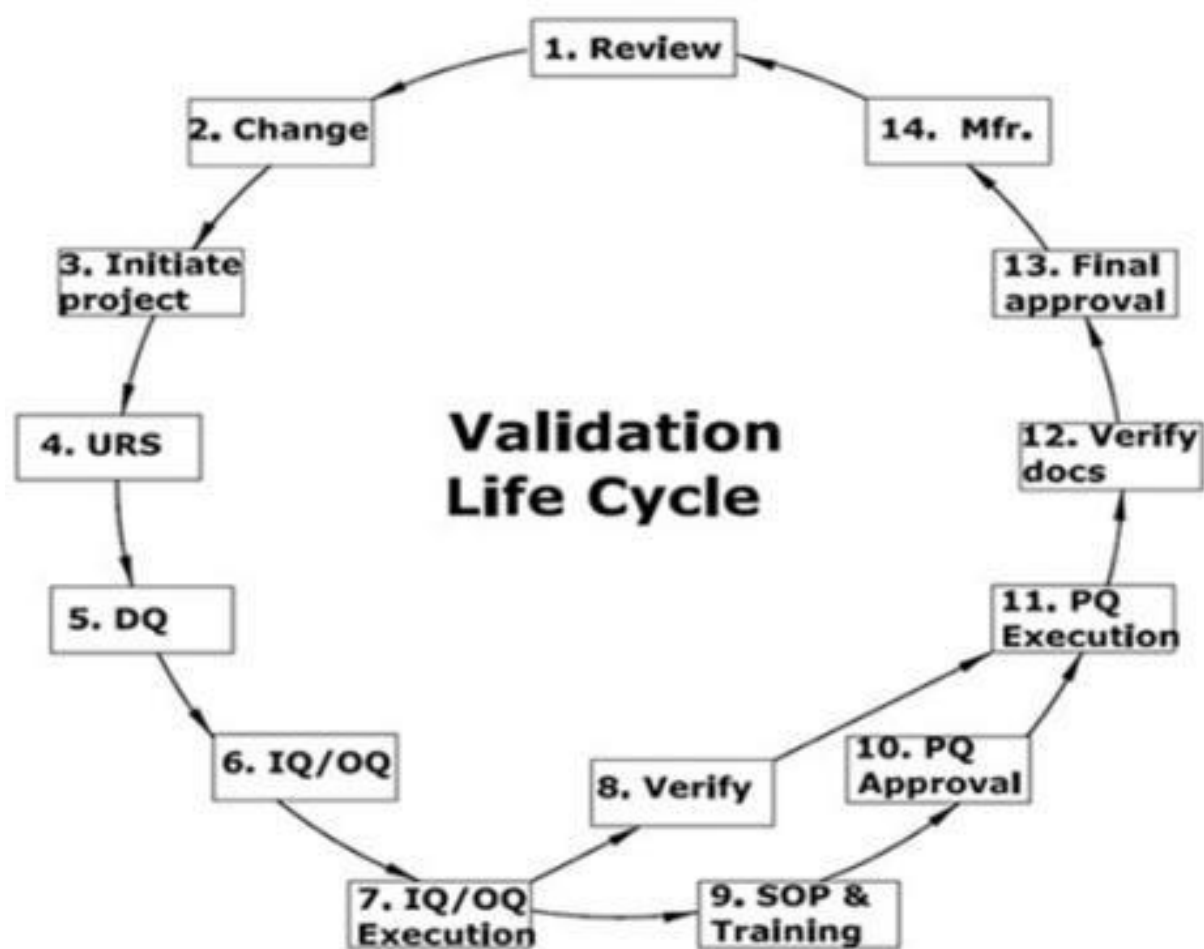 1. Review
2. Change
3. Initiate
project
4. URS
5. DQ
6. IQ/OQ
7. IQ/OQ
Execution
8. Verify
9. SOP &
Training
10. PQ
Approval
11. PQ
Execution
12. Verify
docs
13. Final
approval
14. Mfr.
Validation
Life Cycle